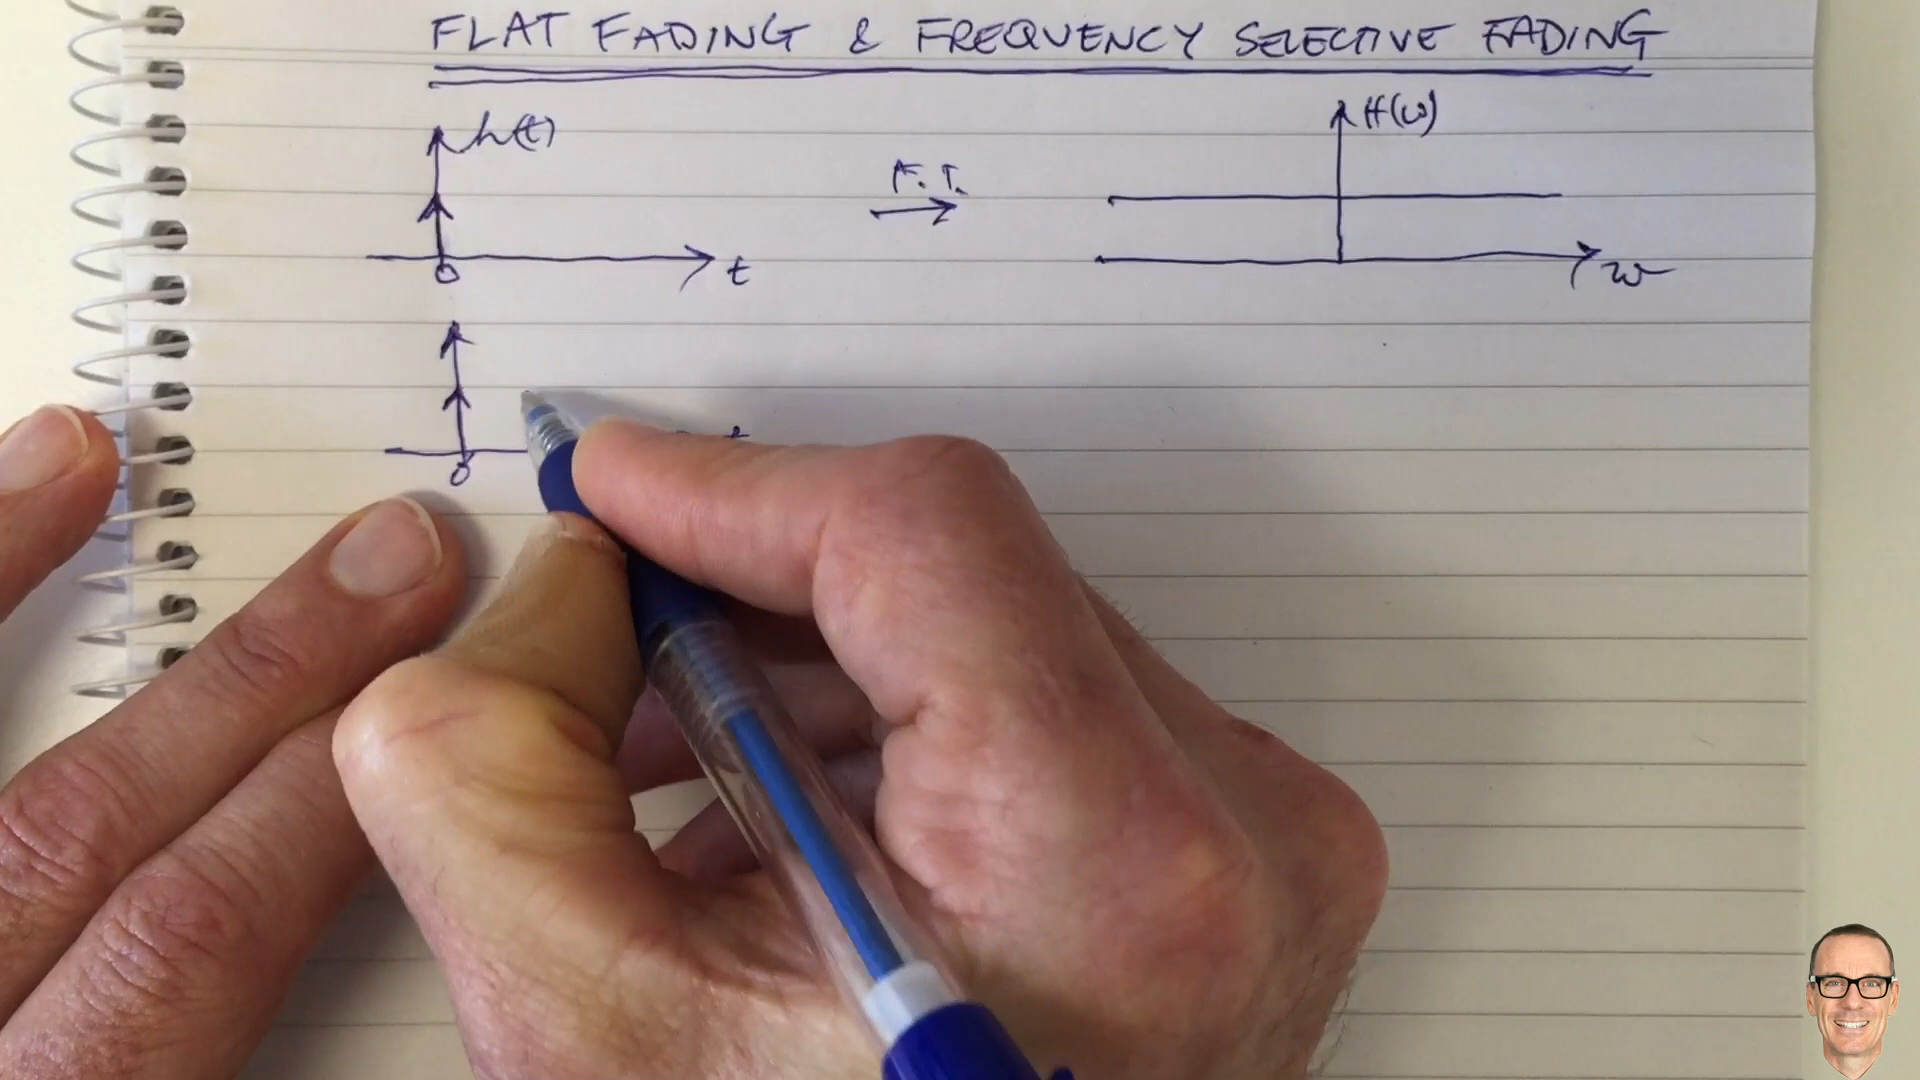 FLAT FADING & FREQUENCY SELECTIVE FADING
h(t)
H(ω)
F.T.
0
t
ω
0
t